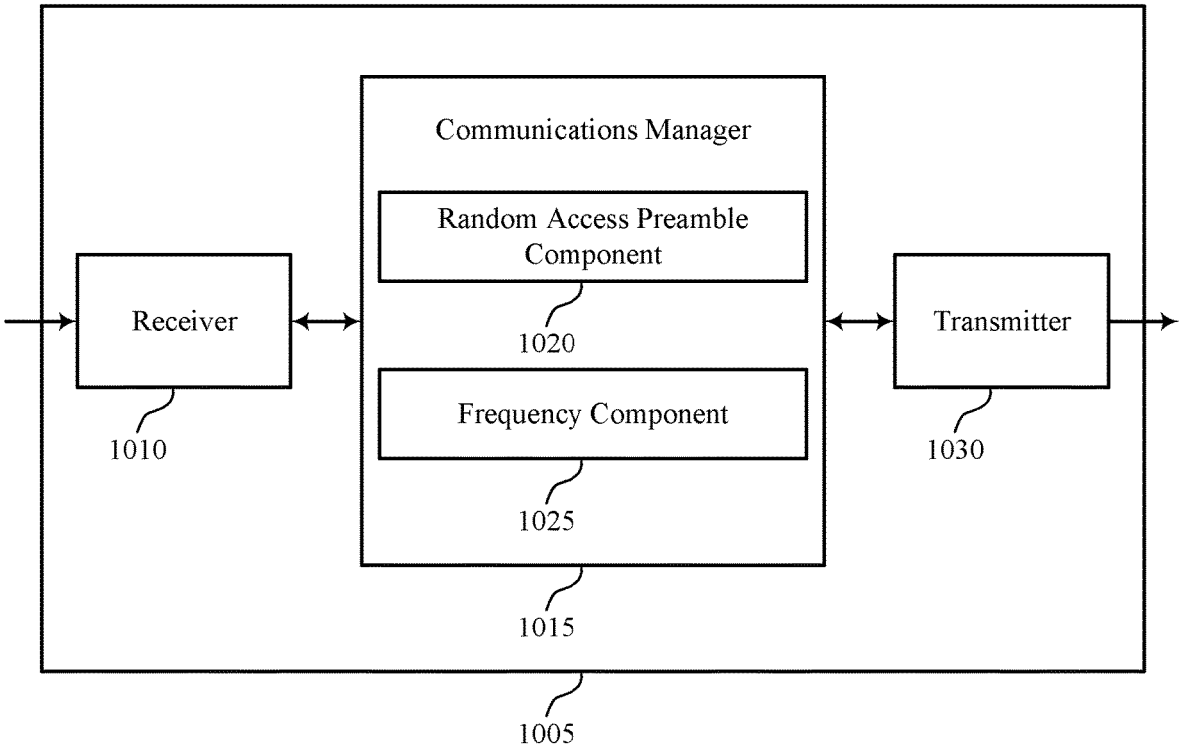 Communications Manager
Random Access Preamble
Component
1020
Receiver
1010
Frequency Component
1025
Transmitter
1030
1015
1005